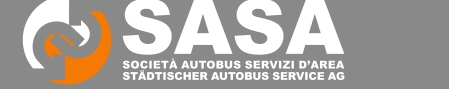 SASA
SOCIETÀ AUTOBUS SERVIZI D'AREA
STÄDTISCHER AUTOBUS SERVICE AG